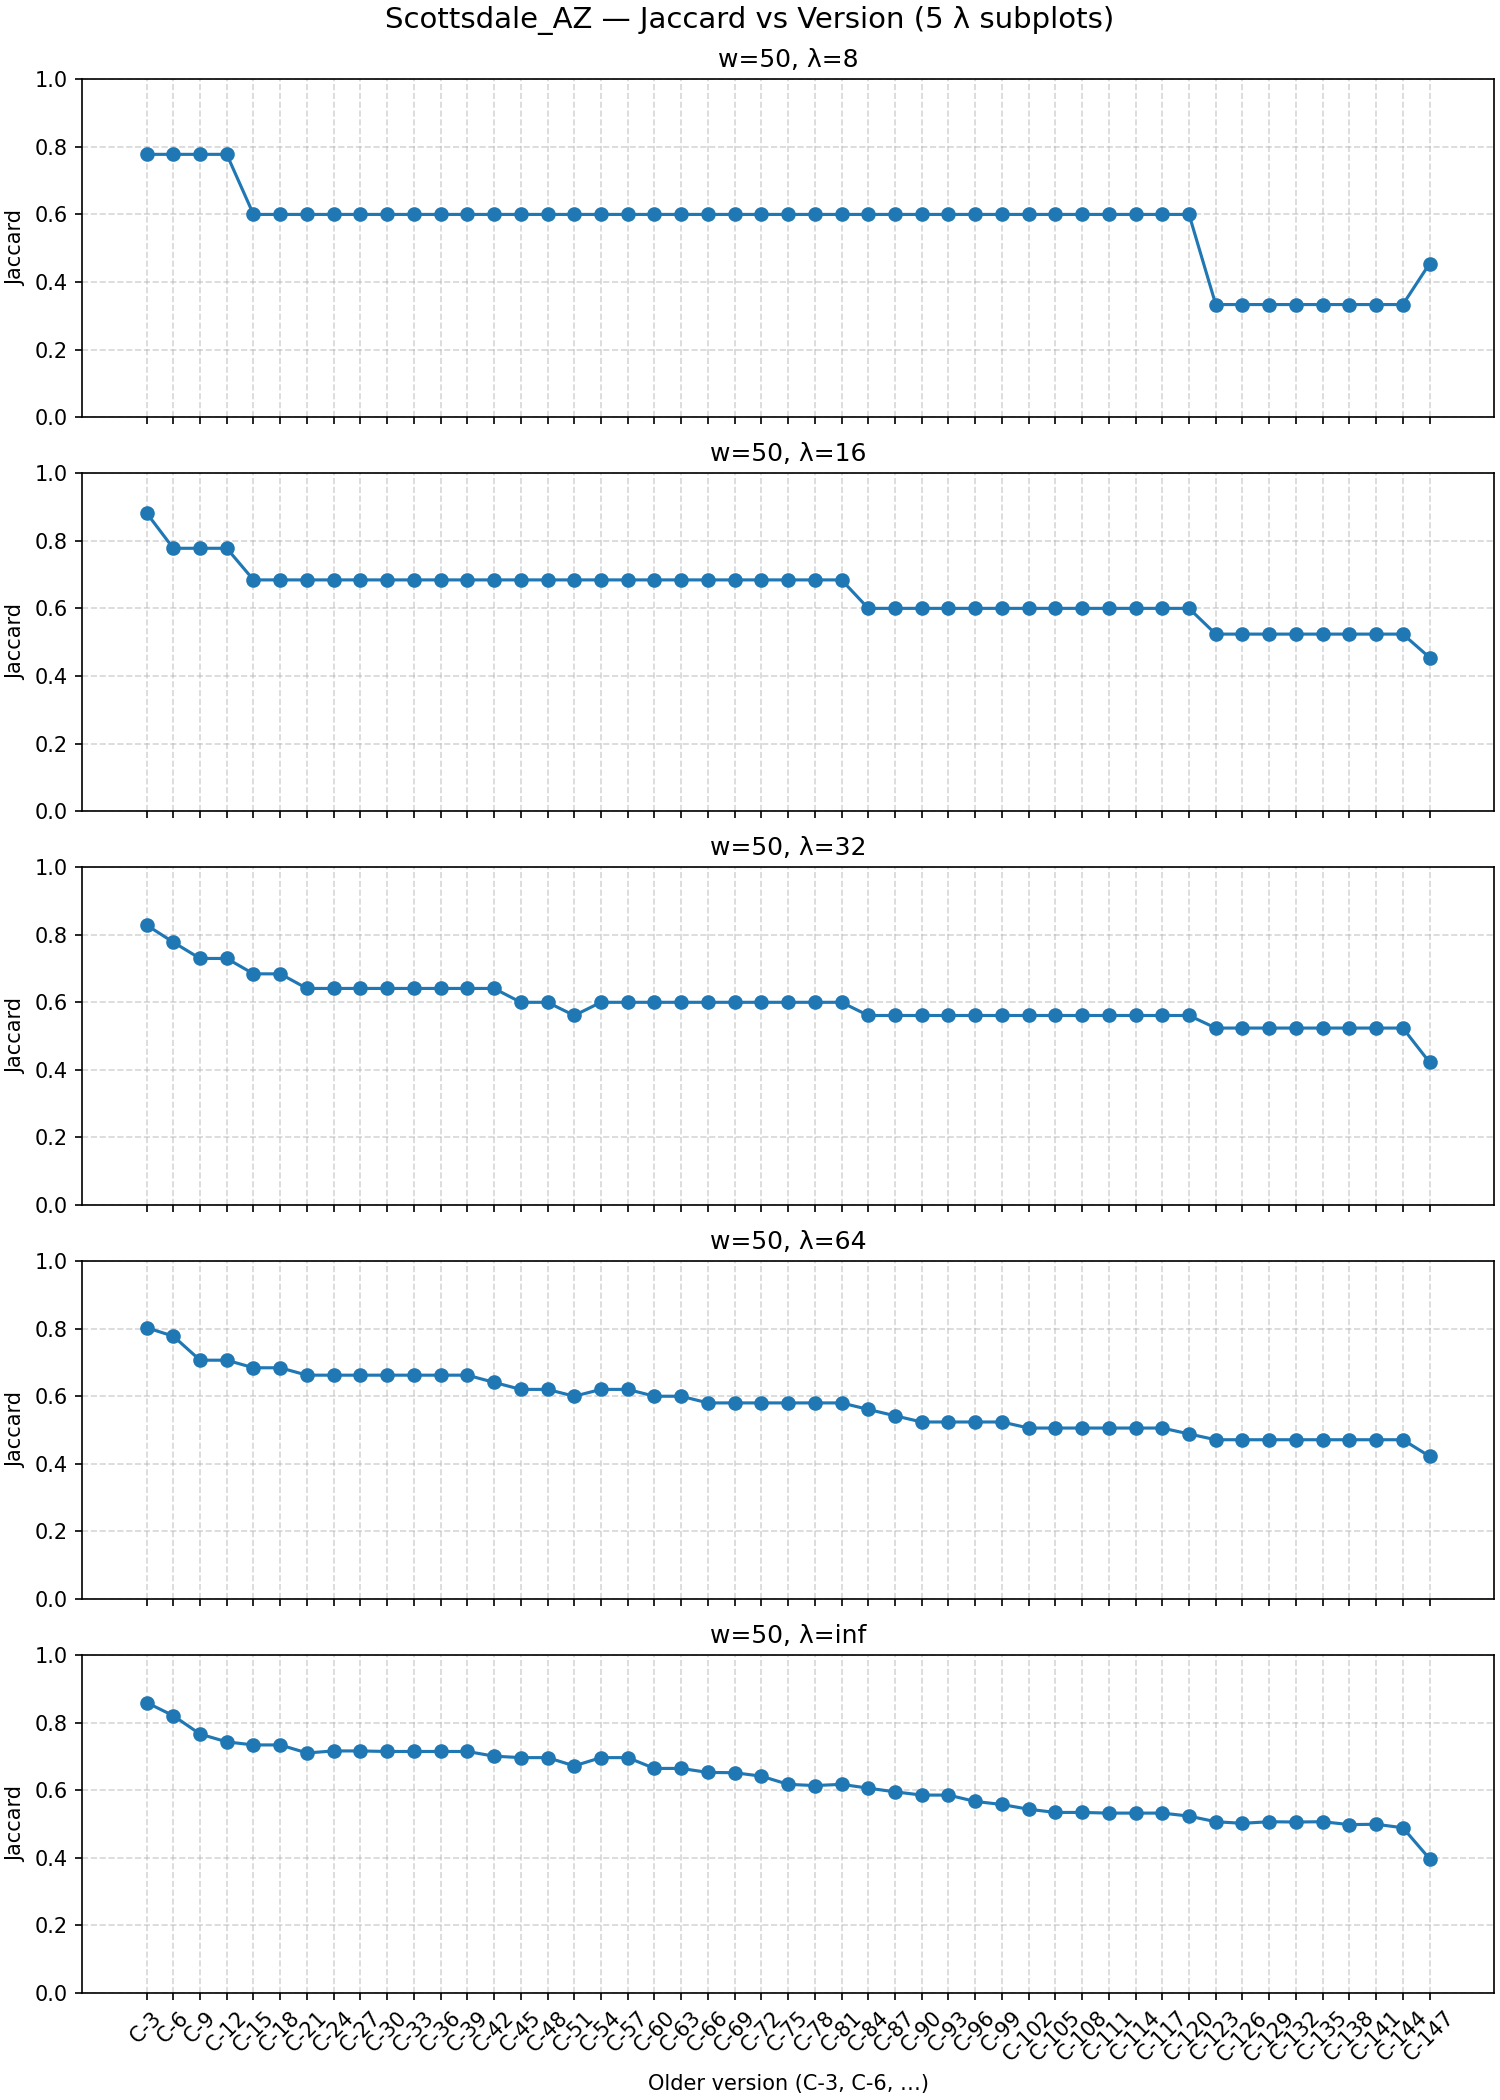 Scottsdale_AZ — Jaccard vs Version (5 λ subplots)
w=50, λ=8
1.0
0.8
0.6
0.4
0.2
0.0
Jaccard
w=50, λ=16
1.0
0.8
0.6
0.4
0.2
0.0
Jaccard
w=50, λ=32
1.0
0.8
0.6
0.4
0.2
0.0
Jaccard
w=50, λ=64
1.0
0.8
0.6
0.4
0.2
0.0
Jaccard
w=50, λ=inf
1.0
0.8
0.6
0.4
0.2
0.0
Jaccard
C-3 C-6 C-9 C-12 C-15 C-18 C-21 C-24 C-27 C-30 C-33 C-36 C-39 C-42 C-45 C-48 C-51 C-54 C-57 C-60 C-63 C-66 C-69 C-72 C-75 C-78 C-81 C-84 C-87 C-90 C-93 C-96 C-99 C-102 C-105 C-108 C-111 C-114 C-117 C-120 C-123 C-126 C-129 C-132 C-135 C-138 C-141 C-144 C-147
Older version (C-3, C-6, ...)